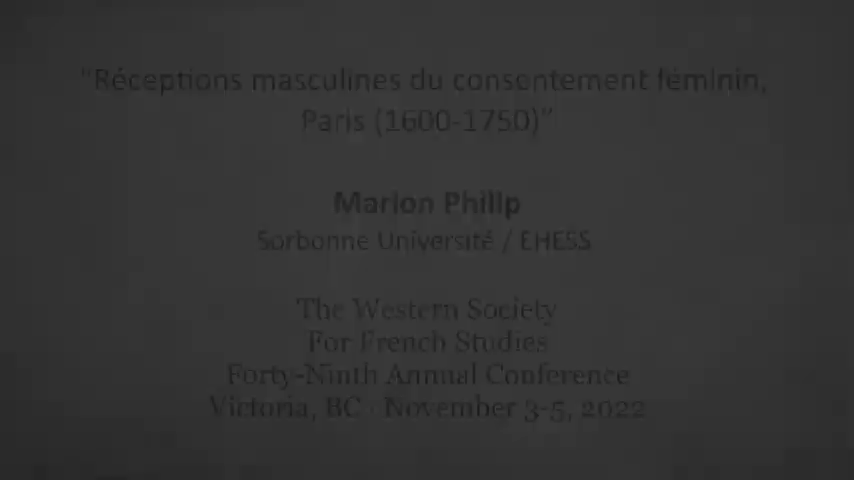 “Réceptions masculines du consentement féminin,
Paris (1600-1750)”
Marion Philip
Sorbonne Université / EHESS
The Western Society
For French Studies
Forty-Ninth Annual Conference
Victoria, BC · November 3-5, 2022